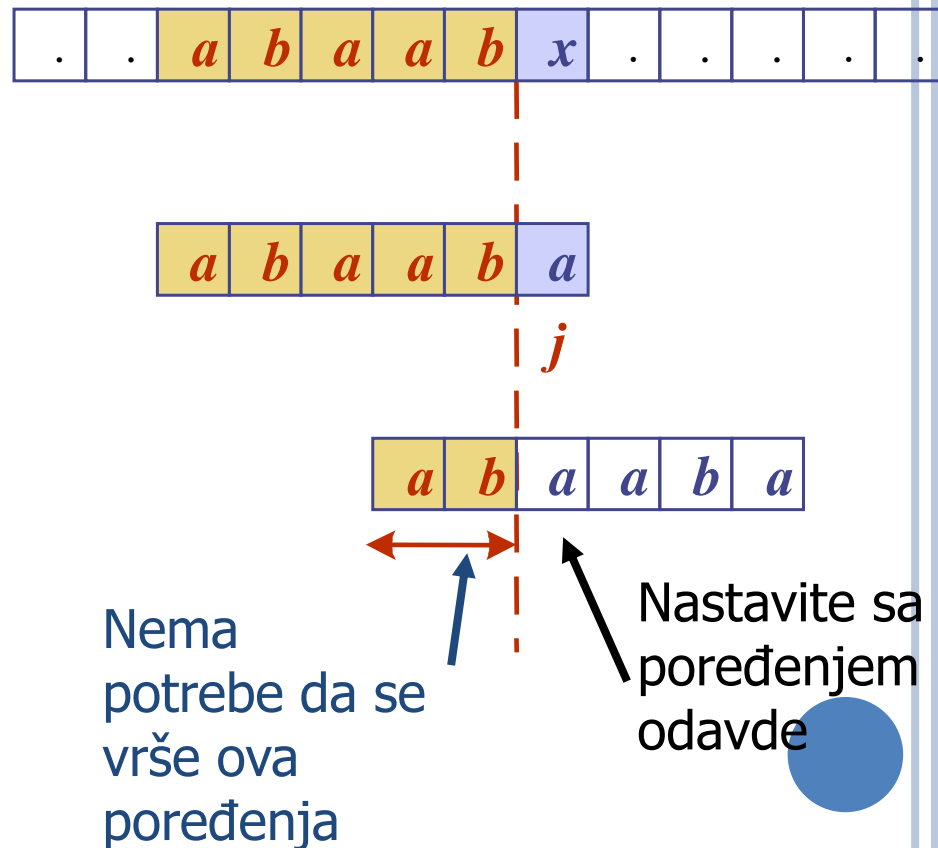 . . a b a a b x . . . . .
a b a a b a
j
a b a a b a
Nema
potrebe da se
vrše ova
poređenja
Nastavite sa
poređenjem
odavde